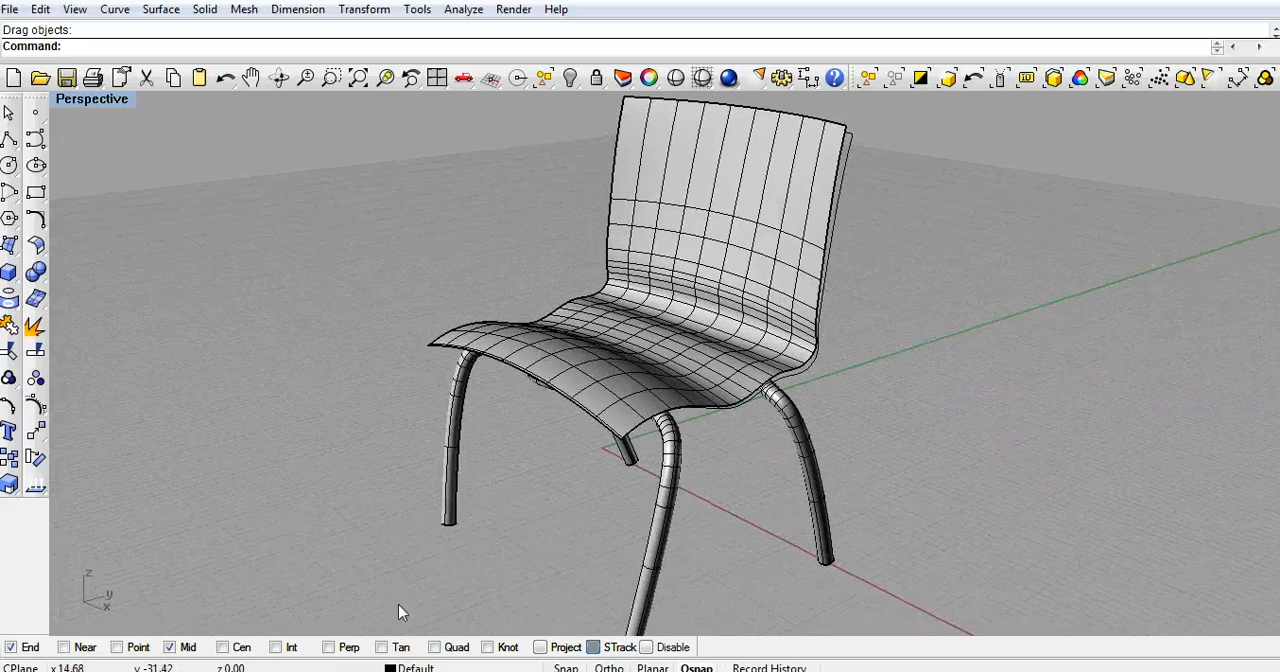 File Edit View Curve Surface Solid Mesh Dimension Transform Tools Analyze Render Help
Drag objects:
Command:
Perspective
z
y
x
End Near Point Mid Cen Int Perp Tan Quad Knot Project STrack Disable
CPlane x 14.68 y -31.42 z 0.00 Default Snap Ortho Planar Osnap Record History